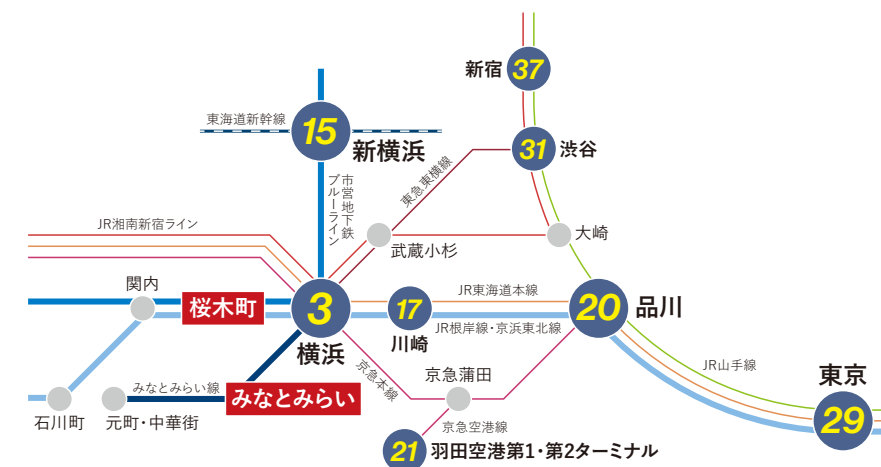 新宿
37
東海道新幹線
15
新横浜
31
渋谷
東急東横線
市営地下鉄
ブルーライン
JR湘南新宿ライン
大崎
武蔵小杉
関内
桜木町
3
横浜
JR東海道本線
17
川崎
JR根岸線・京浜東北線
20
品川
JR山手線
東京
29
京急本線
京急蒲田
みなとみらい線
みなとみらい
石川町
元町・中華街
京急空港線
21
羽田空港第1・第2ターミナル